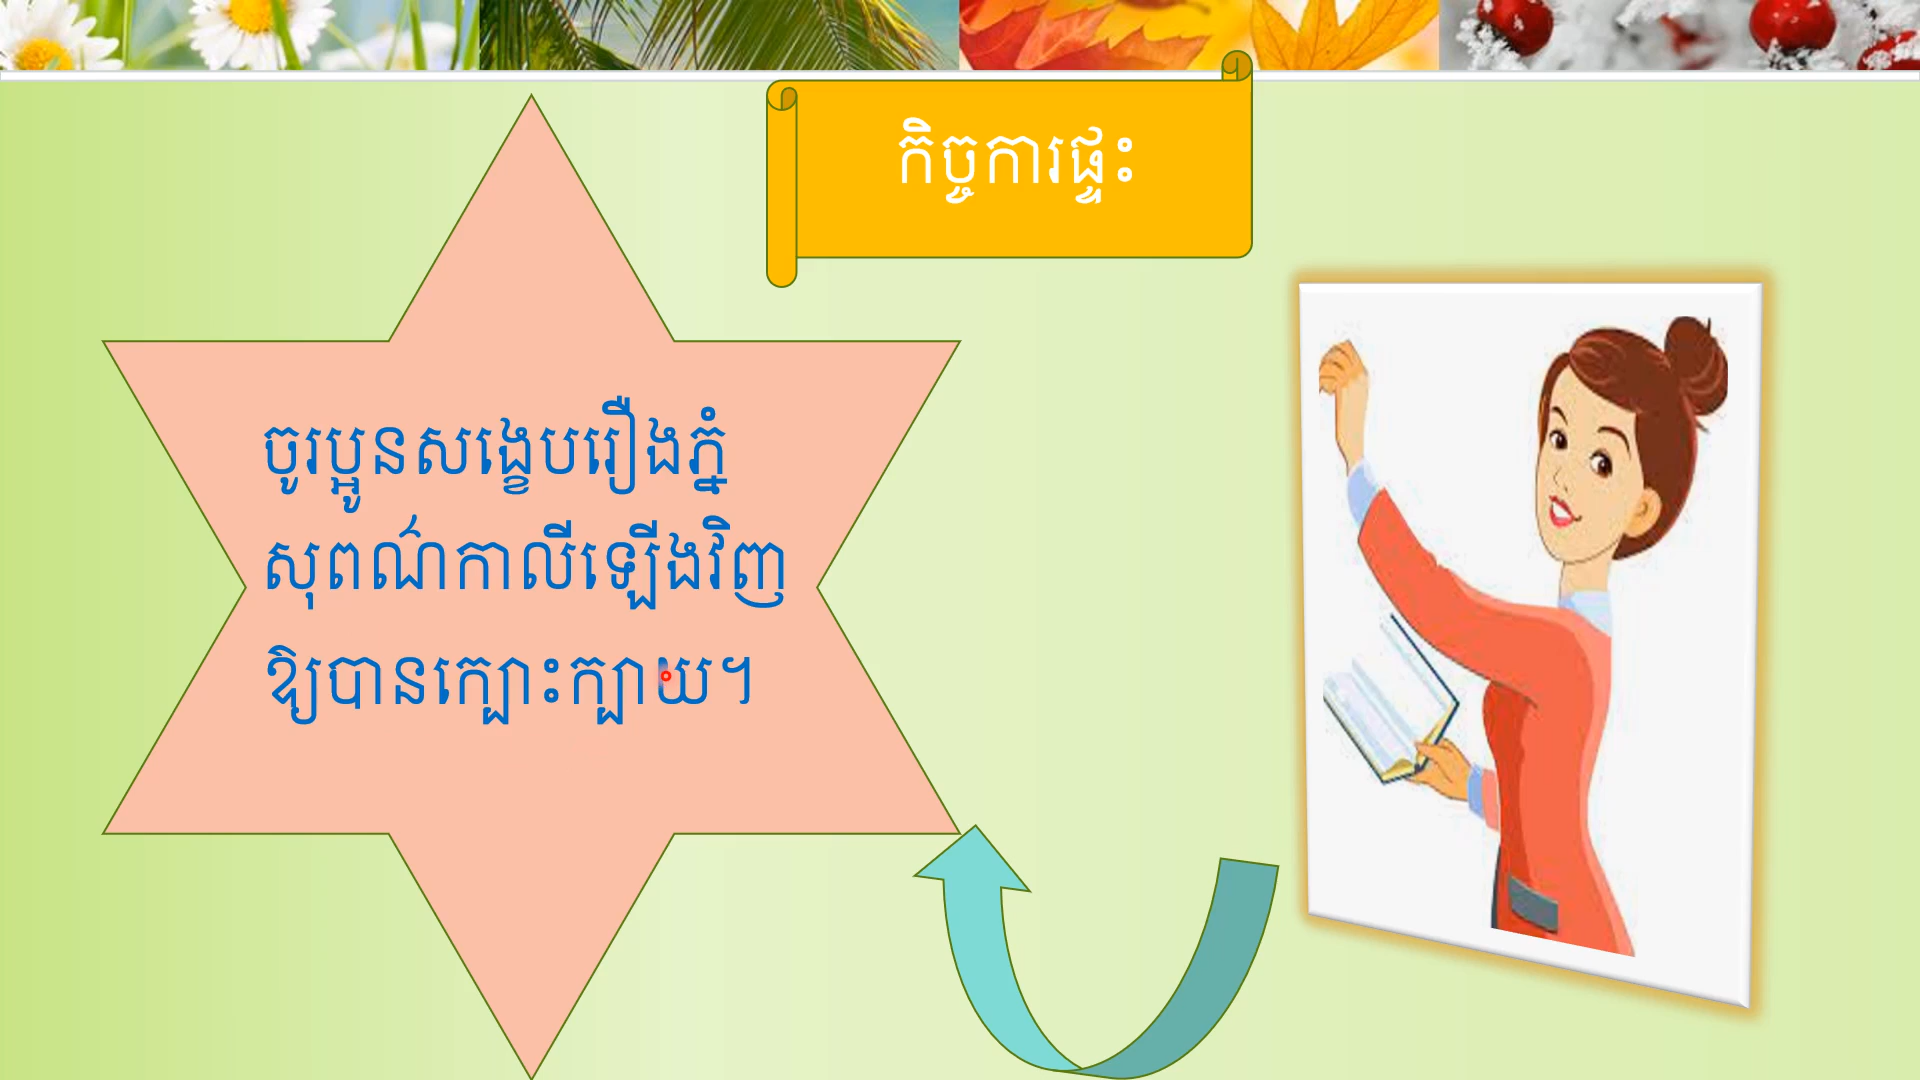 កិច្ចការផ្ទះ
ចូរប្អូនសង្ខេបរឿងភ្នំ
សុពណ៌កាលីឡើងវិញ
ឱ្យបានក្បោះក្បាយ។